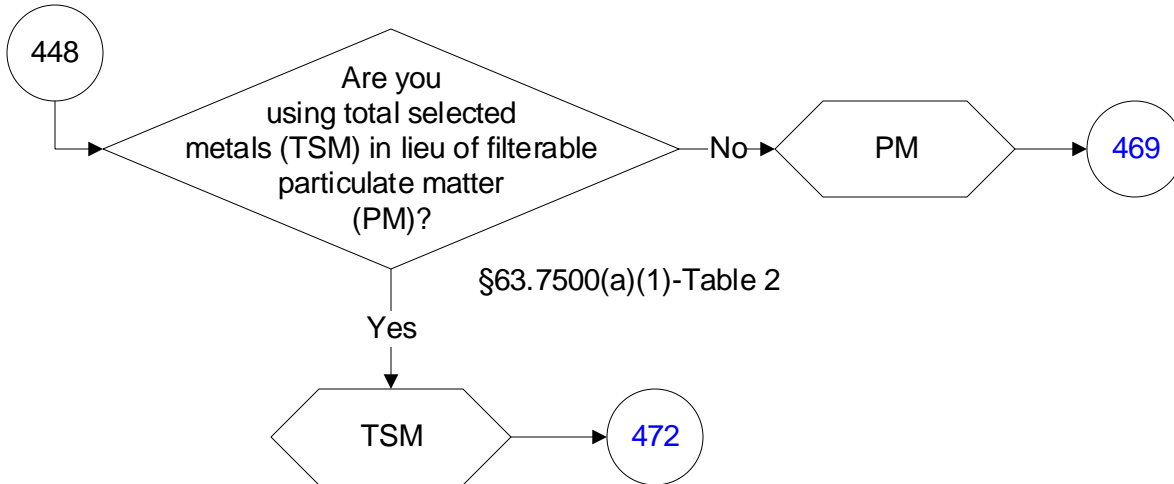 448
Are you
using total selected
metals (TSM) in lieu of filterable
particulate matter
(PM)?
No
PM
469
§63.7500(a)(1)-Table 2
Yes
TSM
472